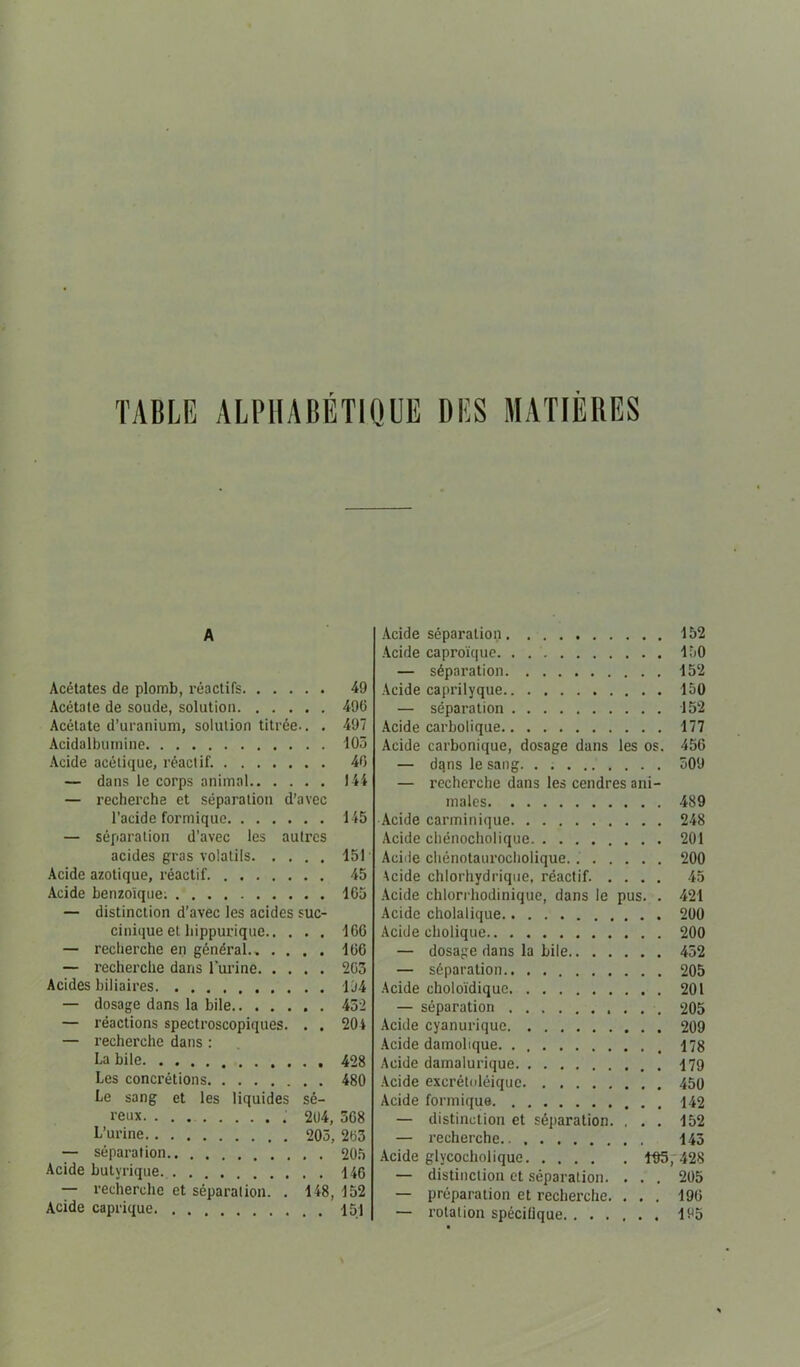 TABLE ALPHABÉTIQUE DES MATIÈRES
A
Acétates de plomb, réactifs. . . . . . 49
Acétate de soude, solution. . . . . . 496
Acétate d'uranium, solution titrée. . . 497
Acidalbumine. . . . . . . . . . . . 103
Acide acétique, réactif. . . . . . . . 46
— dans le corps animal. . . . . . 144
— recherche et séparation d'avec
l'acide formique. . . . . . . 145
— séparation d'avec les autres
acides gras volatils. . . . . 151
Acide azotique, réactif. . . . . . . . 45
Acide benzoïque. . . . . . . . . . . 165
— distinction d'avec les acides suc-
cinique et hippurique. . . . . 166
— recherche en général. . . . . . 166
— recherche dans l'urine. . . . . 263
Acides biliaires. . . . . . . . . . 194
— dosage dans la bile. . . . . . . 432
— réactions spectroscopiques. . . 204
— recherche dans :
La bile. . . . . . . . . . . . 428
Les concrétions. . . . . . . . 480
Le sang et les liquides sé-
reux. . . . . . . . . . 204, 368
L'urine. . . . . . . . . . 203, 263
— séparation. . . . . . . . . . . 205
Acide butyrique. . . . . . . . . . . 146
— recherche et séparation. . 148, 152
Acide caprique. . . . . . . . . . . 151
Acide séparation. . . . . . . . . . 152
Acide caproïque. . . . . . . . . . . 150
— séparation. . . . . . . . . . 152
Acide caprilyque. . . . . . . . . . . 150
— séparation . . . . . . . . . . 152
Acide carbolique. . . . . . . . . . . 177
Acide carbonique, dosage dans les os. 456
— dans le sang. . . . . . . . . . 309
— recherche dans les cendres ani-
males. . . . . . . . . . . 489
Acide carminique. . . . . . . . . . 248
Acide chénocholique. . . . . . . . . 201
Acide chénotaurocholique. . . . . . . 200
Acide chlorhydrique, réactif. . . . . 45
Acide chlorrhodinique, dans le pus. . 421
Acide cholalique. . . . . . . . . . . 200
Acide cholique. . . . . . . . . . . . 200
— dosage dans la bile. . . . . . . 432
— séparation. . . . . . . . . . . 205
Acide choloïdique. . . . . . . . . . 201
— séparation . . . . . . . . . . . 205
Acide cyanurique. . . . . . . . . . 209
Acide damolique. . . . . . . . . . . 178
Acide damalurique. . . . . . . . . . 179
Acide excrétoléique. . . . . . . . . 450
Acide formique. . . . . . . . . . . 142
— distinction et séparation. . . . 152
— recherche. . . . . . . . . . 143
Acide glycocholique. . . . . . 195, 428
— distinction et séparation. . . . 205
— préparation et recherche. . . . 196
— rotation spécifique. . . . . . . 195